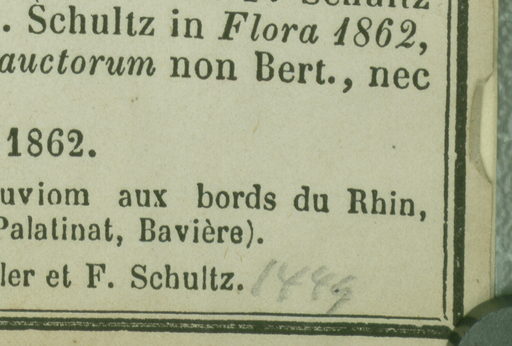 . Schultz in Flora 1862,
auctorum non Bert., nec
1862.
uviom aux bords du Rhin,
Palatinat, Bavière).
ler et F. Schultz. 1449